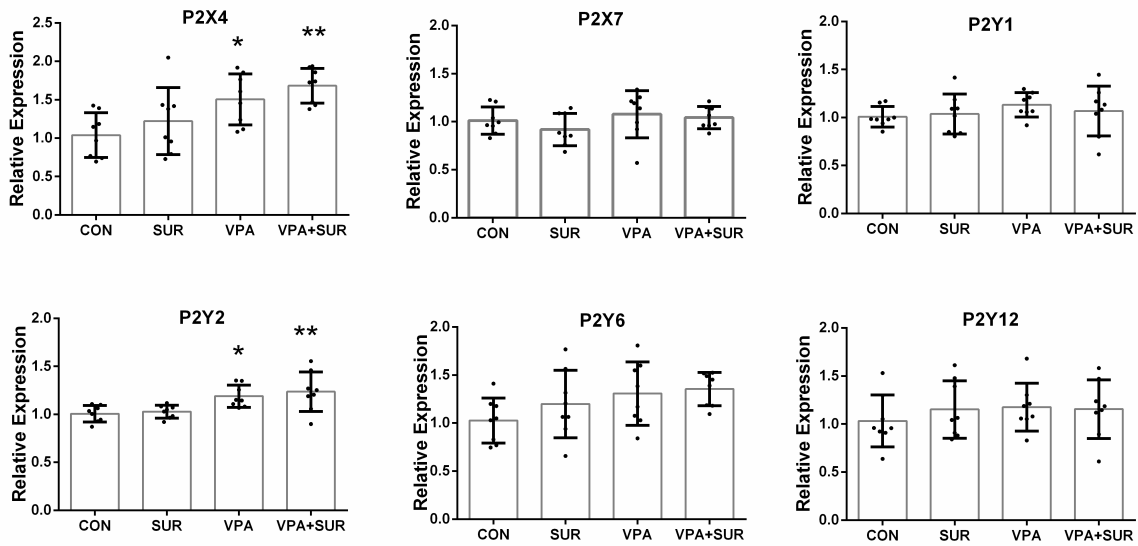 P2X4
Relative Expression
2.5
2.0
1.5
1.0
0.5
0.0
* **
CON SUR VPA VPA+SUR
P2X7
Relative Expression
2.0
1.5
1.0
0.5
0.0
CON SUR VPA VPA+SUR
P2Y1
Relative Expression
2.0
1.5
1.0
0.5
0.0
CON SUR VPA VPA+SUR
P2Y2
Relative Expression
2.0
1.5
1.0
0.5
0.0
* **
CON SUR VPA VPA+SUR
P2Y6
Relative Expression
2.0
1.5
1.0
0.5
0.0
CON SUR VPA VPA+SUR
P2Y12
Relative Expression
2.0
1.5
1.0
0.5
0.0
CON SUR VPA VPA+SUR